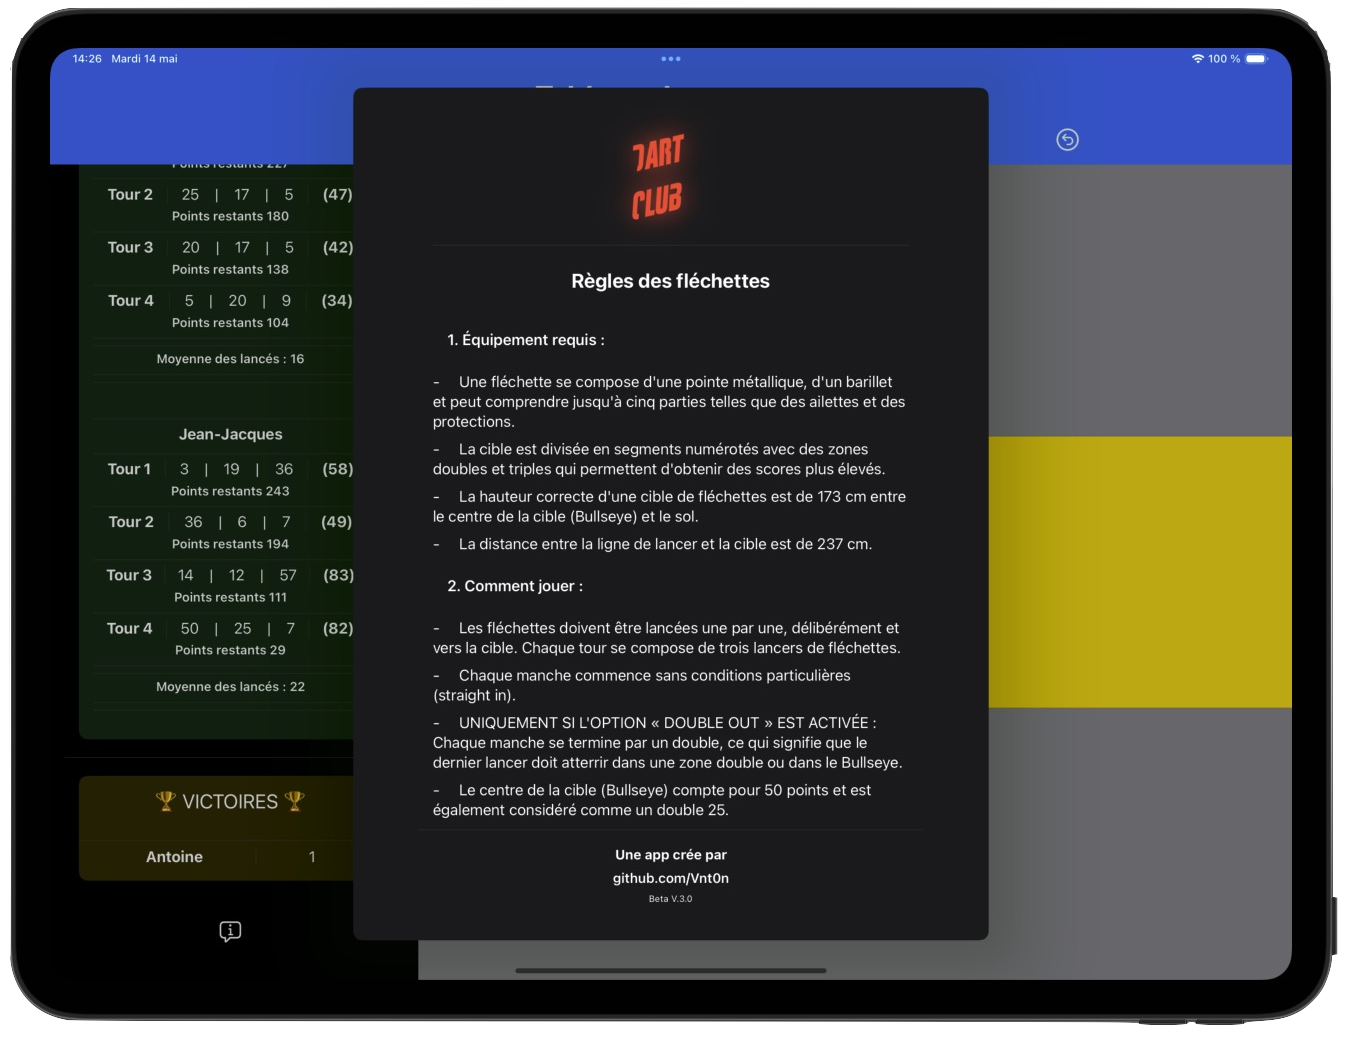 14:26 Mardi 14 mai
100 %
Points restants 227
Tour 2 25 | 17 | 5 (47)
Points restants 180
Tour 3 20 | 17 | 5 (42)
Points restants 138
Tour 4 5 | 20 | 9 (34)
Points restants 104
Moyenne des lancés : 16
Jean-Jacques
Tour 1 3 | 19 | 36 (58)
Points restants 243
Tour 2 36 | 6 | 7 (49)
Points restants 194
Tour 3 14 | 12 | 57 (83)
Points restants 111
Tour 4 50 | 25 | 7 (82)
Points restants 29
Moyenne des lancés : 22
🏆 VICTOIRES 🏆
Antoine 1
DART
CLUB
Règles des fléchettes
1. Équipement requis :
- Une fléchette se compose d'une pointe métallique, d'un barillet
et peut comprendre jusqu'à cinq parties telles que des ailettes et des
protections.
- La cible est divisée en segments numérotés avec des zones
doubles et triples qui permettent d'obtenir des scores plus élevés.
- La hauteur correcte d'une cible de fléchettes est de 173 cm entre
le centre de la cible (Bullseye) et le sol.
- La distance entre la ligne de lancer et la cible est de 237 cm.
2. Comment jouer :
- Les fléchettes doivent être lancées une par une, délibérément et
vers la cible. Chaque tour se compose de trois lancers de fléchettes.
- Chaque manche commence sans conditions particulières
(straight in).
- UNIQUEMENT SI L'OPTION « DOUBLE OUT » EST ACTIVÉE :
Chaque manche se termine par un double, ce qui signifie que le
dernier lancer doit atterrir dans une zone double ou dans le Bullseye.
- Le centre de la cible (Bullseye) compte pour 50 points et est
également considéré comme un double 25.
Une app crée par
github.com/Vnt0n
Beta V.3.0